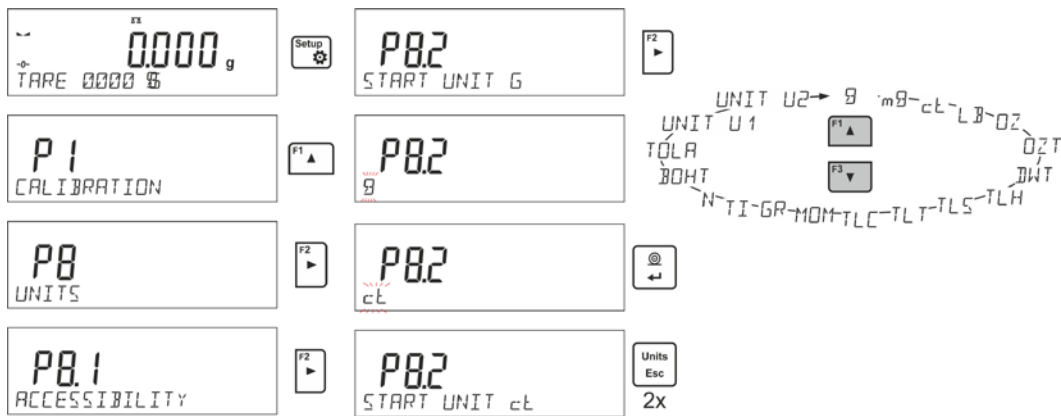 0.000 g
-0-
TARE
Setup
P1
CALIBRATION
F1
P8
UNITS
F2
P8.1
ACCESSIBILITY
F2
P8.2
START UNIT G
F2
P8.2
g
P8.2
ct
P8.2
START UNIT ct
Units
Esc
2x
UNIT U2 → g - mg - ct - LB - OZ
UNIT U1
F1
OZT
TOLA
BOHT
F3
DWT
N - TI - GR - MOM - TLC - TLT - TLS - TLH